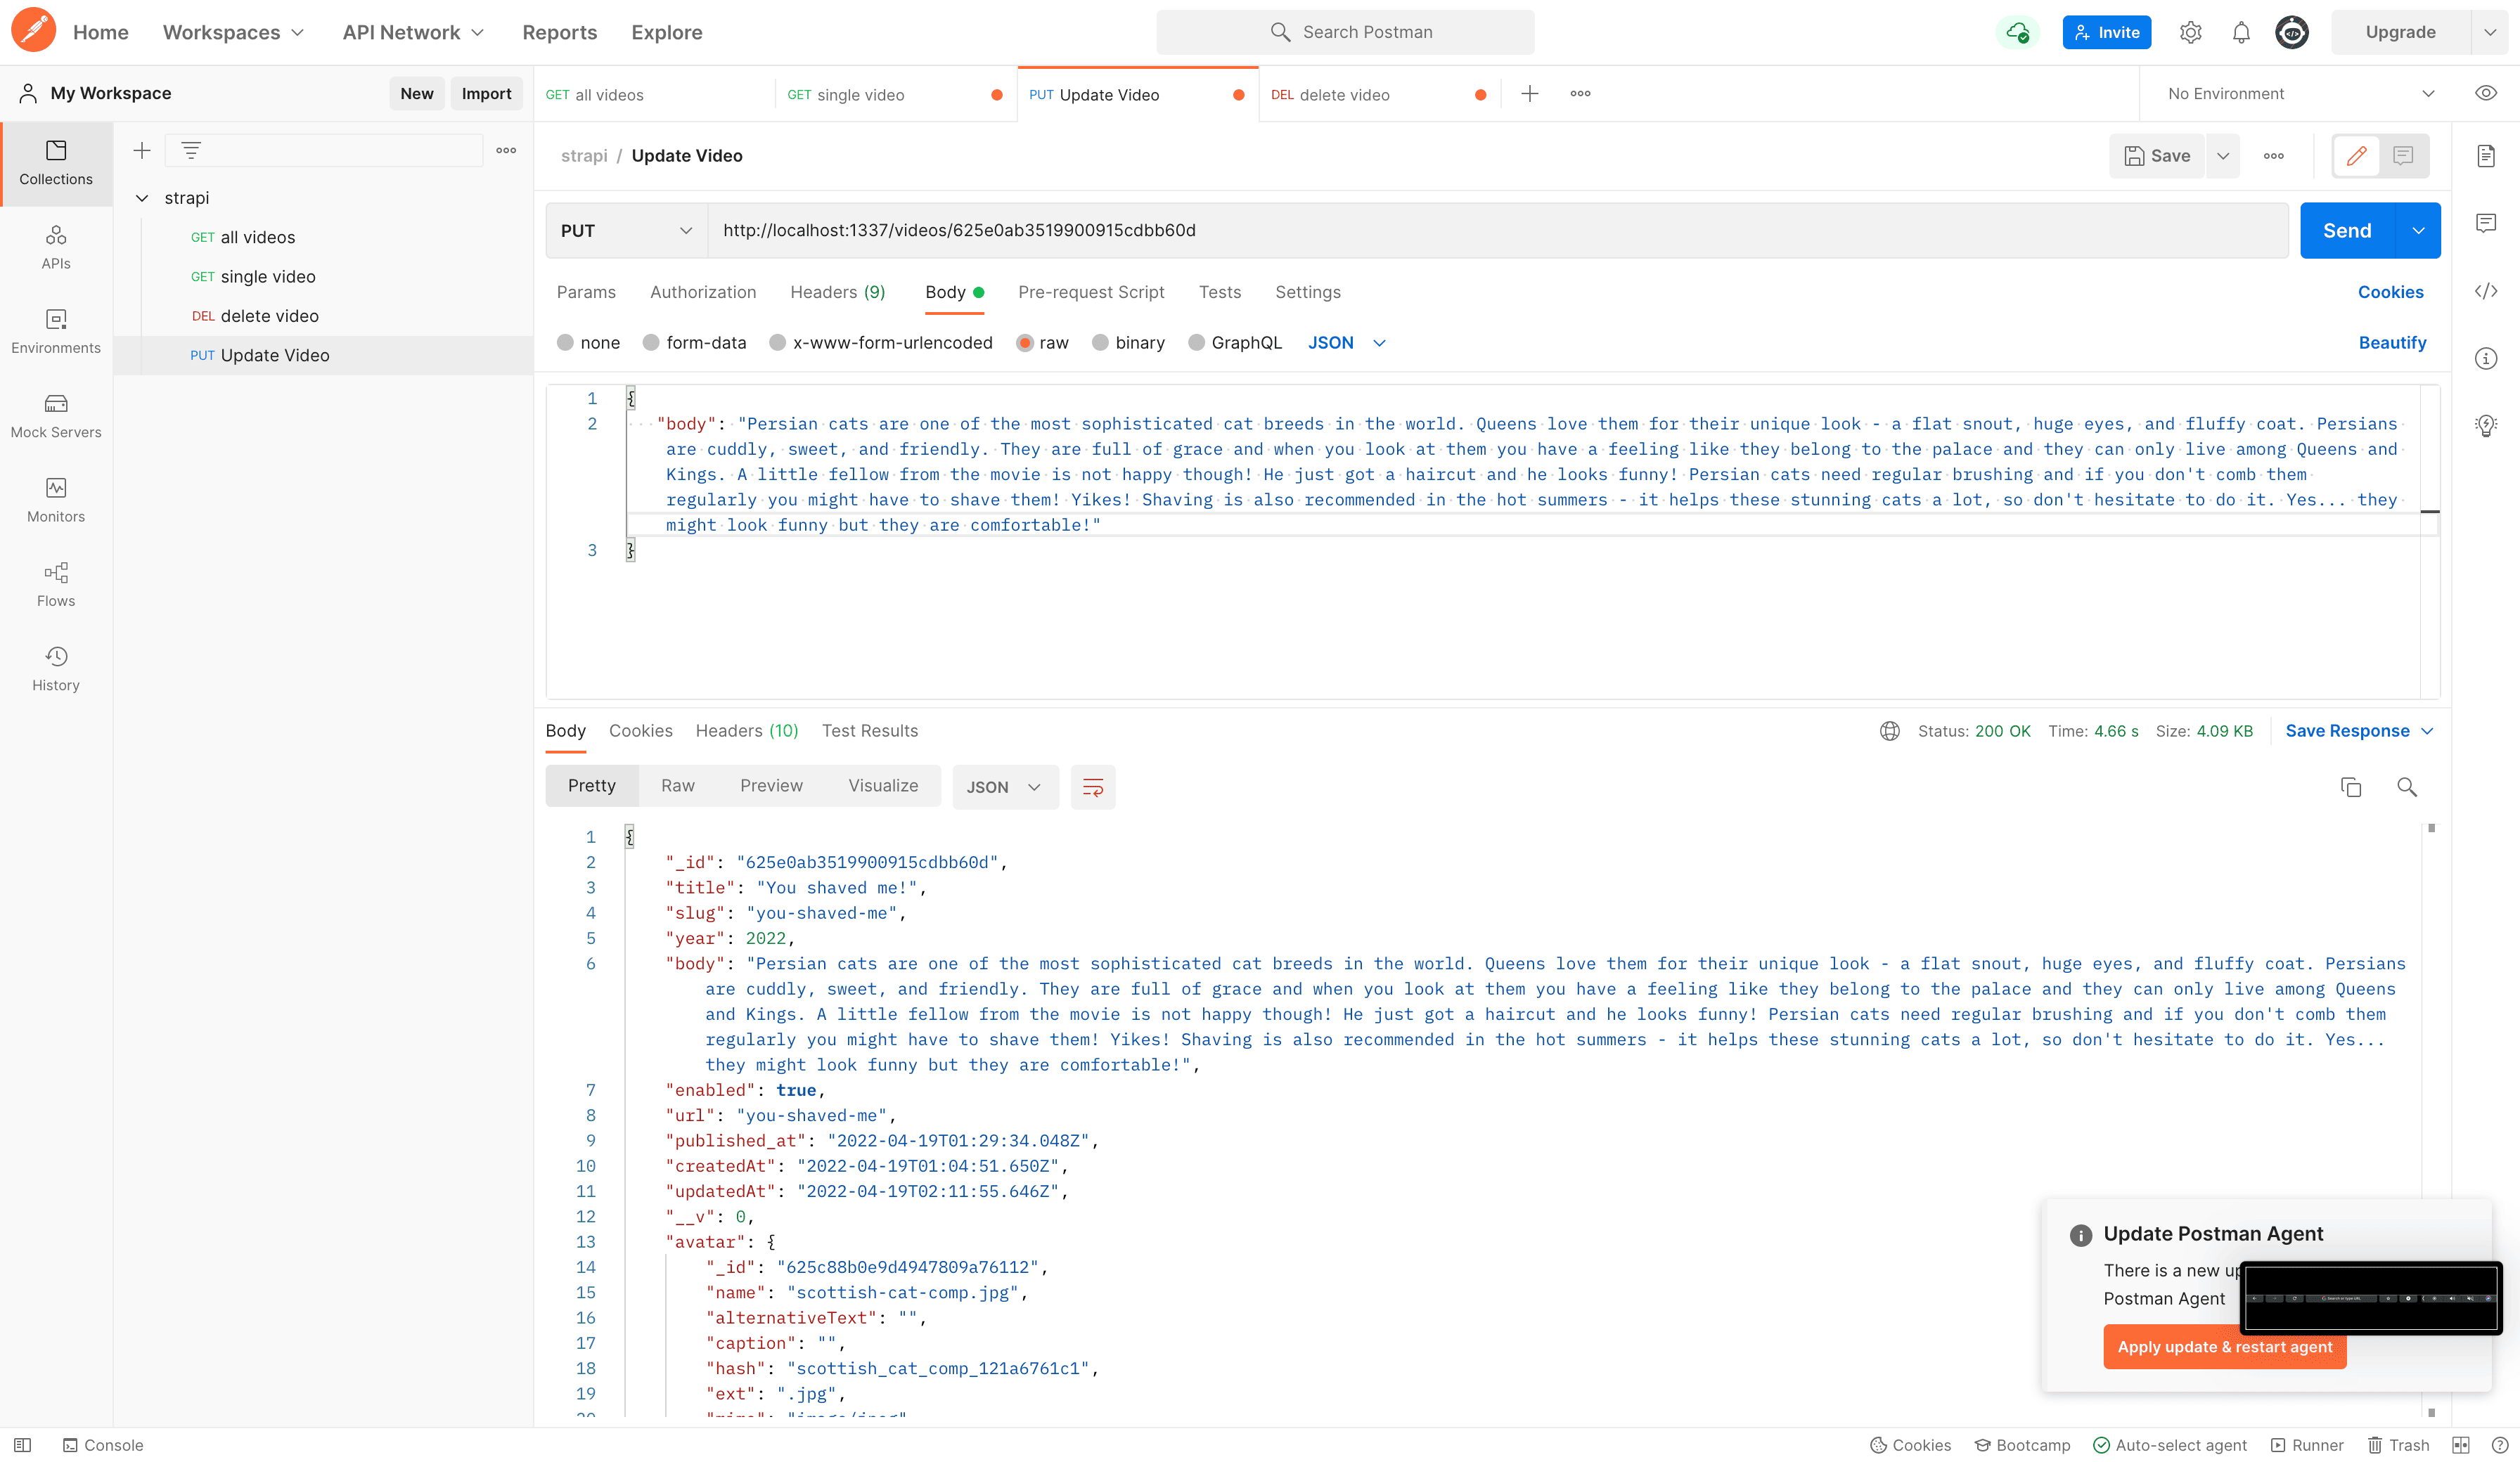 Home Workspaces API Network Reports Explore Search Postman Invite Upgrade
My Workspace New Import GET all videos GET single video PUT Update Video DEL delete video No Environment
Collections
APIs
Environments
Mock Servers
Monitors
Flows
History
strapi
GET all videos
GET single video
DEL delete video
PUT Update Video
strapi / Update Video Save
PUT http://localhost:1337/videos/625e0ab3519900915cdbb60d Send
Params Authorization Headers (9) Body Pre-request Script Tests Settings Cookies
none form-data x-www-form-urlencoded raw binary GraphQL JSON Beautify
1 {
2 "body": "Persian cats are one of the most sophisticated cat breeds in the world. Queens love them for their unique look - a flat snout, huge eyes, and fluffy coat. Persians
are cuddly, sweet, and friendly. They are full of grace and when you look at them you have a feeling like they belong to the palace and they can only live among Queens and
Kings. A little fellow from the movie is not happy though! He just got a haircut and he looks funny! Persian cats need regular brushing and if you don't comb them
regularly you might have to shave them! Yikes! Shaving is also recommended in the hot summers - it helps these stunning cats a lot, so don't hesitate to do it. Yes... they
might look funny but they are comfortable!"
3 }
Body Cookies Headers (10) Test Results Status: 200 OK Time: 4.66 s Size: 4.09 KB Save Response
Pretty Raw Preview Visualize JSON
1 {
2 "_id": "625e0ab3519900915cdbb60d",
3 "title": "You shaved me!",
4 "slug": "you-shaved-me",
5 "year": 2022,
6 "body": "Persian cats are one of the most sophisticated cat breeds in the world. Queens love them for their unique look - a flat snout, huge eyes, and fluffy coat. Persians
are cuddly, sweet, and friendly. They are full of grace and when you look at them you have a feeling like they belong to the palace and they can only live among Queens
and Kings. A little fellow from the movie is not happy though! He just got a haircut and he looks funny! Persian cats need regular brushing and if you don't comb them
regularly you might have to shave them! Yikes! Shaving is also recommended in the hot summers - it helps these stunning cats a lot, so don't hesitate to do it. Yes...
they might look funny but they are comfortable!",
7 "enabled": true,
8 "url": "you-shaved-me",
9 "published_at": "2022-04-19T01:29:34.048Z",
10 "createdAt": "2022-04-19T01:04:51.650Z",
11 "updatedAt": "2022-04-19T02:11:55.646Z",
12 "__v": 0,
13 "avatar": {
14 "_id": "625c88b0e9d4947809a76112",
15 "name": "scottish-cat-comp.jpg",
16 "alternativeText": "",
17 "caption": "",
18 "hash": "scottish_cat_comp_121a6761c1",
19 "ext": ".jpg",
Update Postman Agent
There is a new
Postman Agent
Apply update & restart agent
Console Cookies Bootcamp Auto-select agent Runner Trash